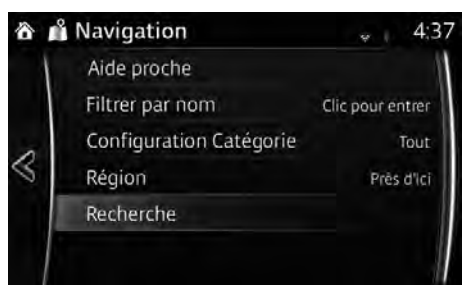 Navigation 4:37
Aide proche
Filtrer par nom Clic pour entrer
Configuration Catégorie Tout
Région Près d'ici
Recherche